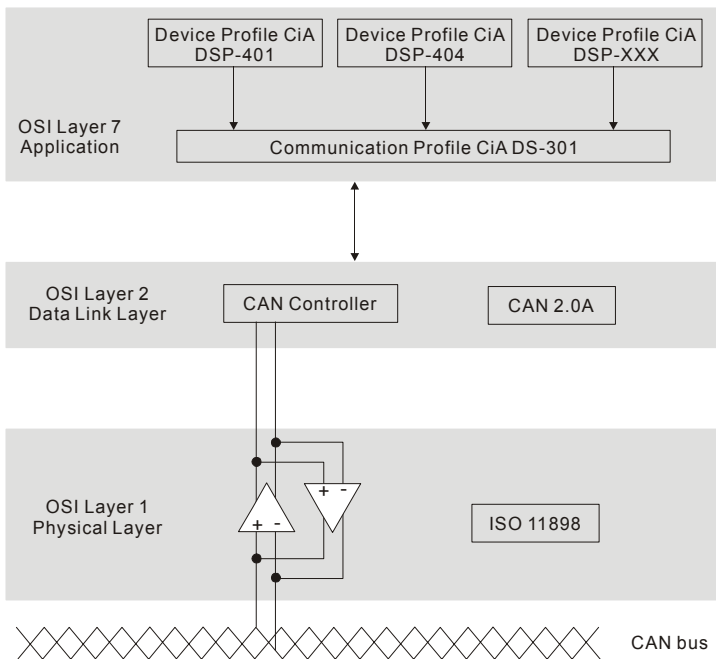 Device Profile CiA
DSP-401
Device Profile CiA
DSP-404
Device Profile CiA
DSP-XXX
OSI Layer 7
Application
Communication Profile CiA DS-301
OSI Layer 2
Data Link Layer
CAN Controller
CAN 2.0A
OSI Layer 1
Physical Layer
+ -
+ -
ISO 11898
CAN bus